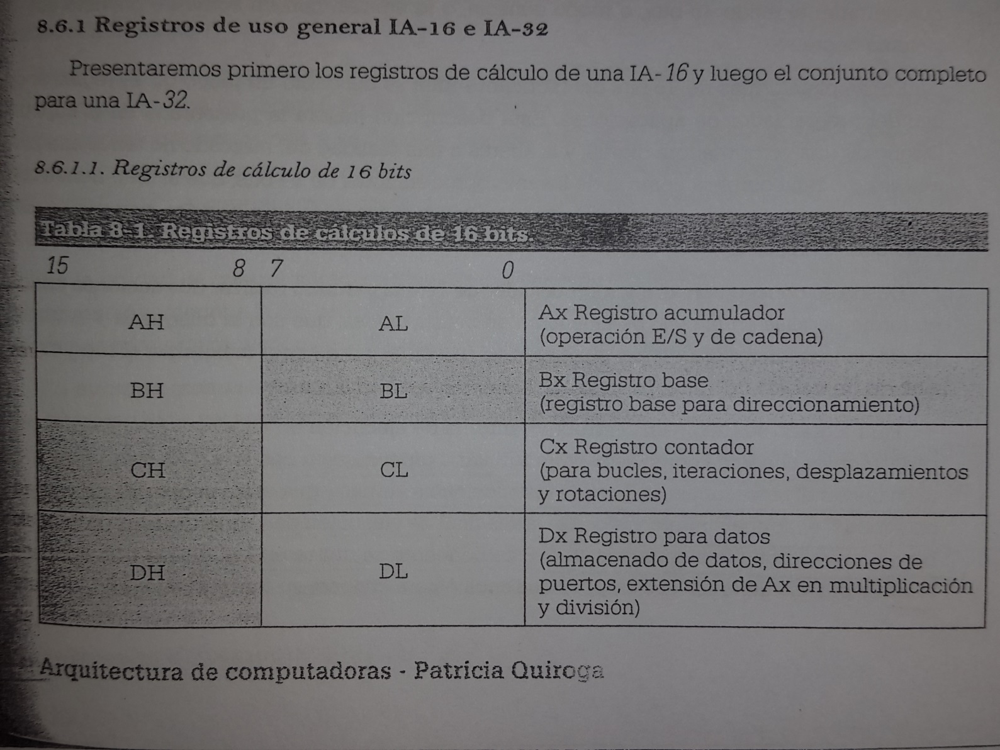 8.6.1 Registros de uso general IA-16 e IA-32
Presentaremos primero los registros de cálculo de una IA-16 y luego el conjunto completo
para una IA-32.
8.6.1.1. Registros de cálculo de 16 bits
Tabla 8-1. Registros de cálculos de 16 bits.
15 8 7 0
AH AL Ax Registro acumulador
(operación E/S y de cadena)
BH BL Bx Registro base
(registro base para direccionamiento)
CH CL Cx Registro contador
(para bucles, iteraciones, desplazamientos
y rotaciones)
DH DL Dx Registro para datos
(almacenado de datos, direcciones de
puertos, extensión de Ax en multiplicación
y división)
Arquitectura de computadoras - Patricia Quiroga